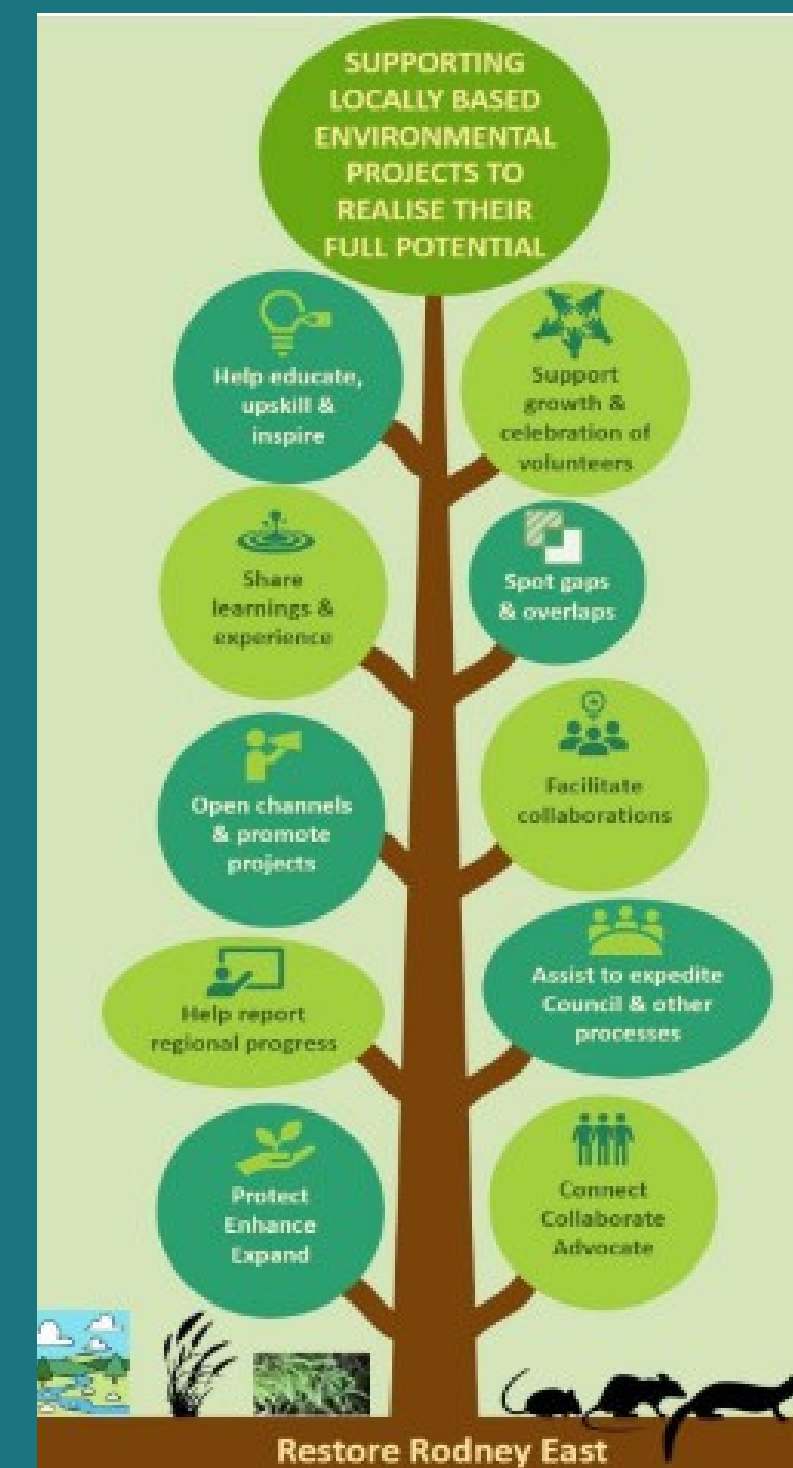 SUPPORTING
LOCALLY BASED
ENVIRONMENTAL
PROJECTS TO
REALISE THEIR
FULL POTENTIAL
Help educate,
upskill &
inspire
Support
growth &
celebration of
volunteers
Share
learnings &
experience
Spot gaps
& overlaps
Open channels
& promote
projects
Facilitate
collaborations
Help report
regional progress
Assist to expedite
Council & other
processes
Protect
Enhance
Expand
Connect
Collaborate
Advocate
Restore Rodney East